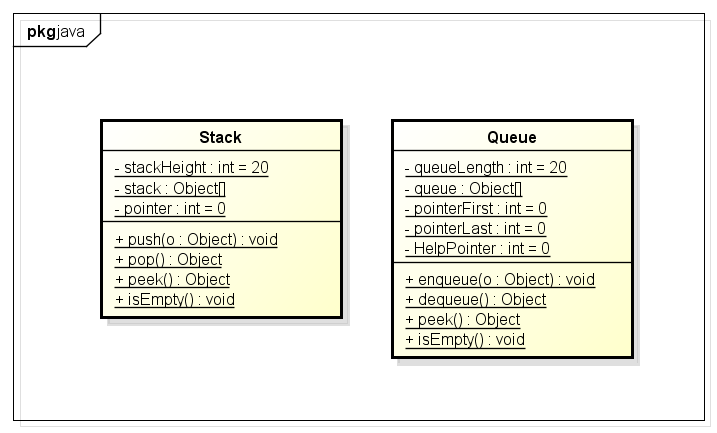 pkg java
Stack
- stackHeight : int = 20
- stack : Object[]
- pointer : int = 0
+ push(o : Object) : void
+ pop() : Object
+ peek() : Object
+ isEmpty() : void
Queue
- queueLength : int = 20
- queue : Object[]
- pointerFirst : int = 0
- pointerLast : int = 0
- HelpPointer : int = 0
+ enqueue(o : Object) : void
+ dequeue() : Object
+ peek() : Object
+ isEmpty() : void